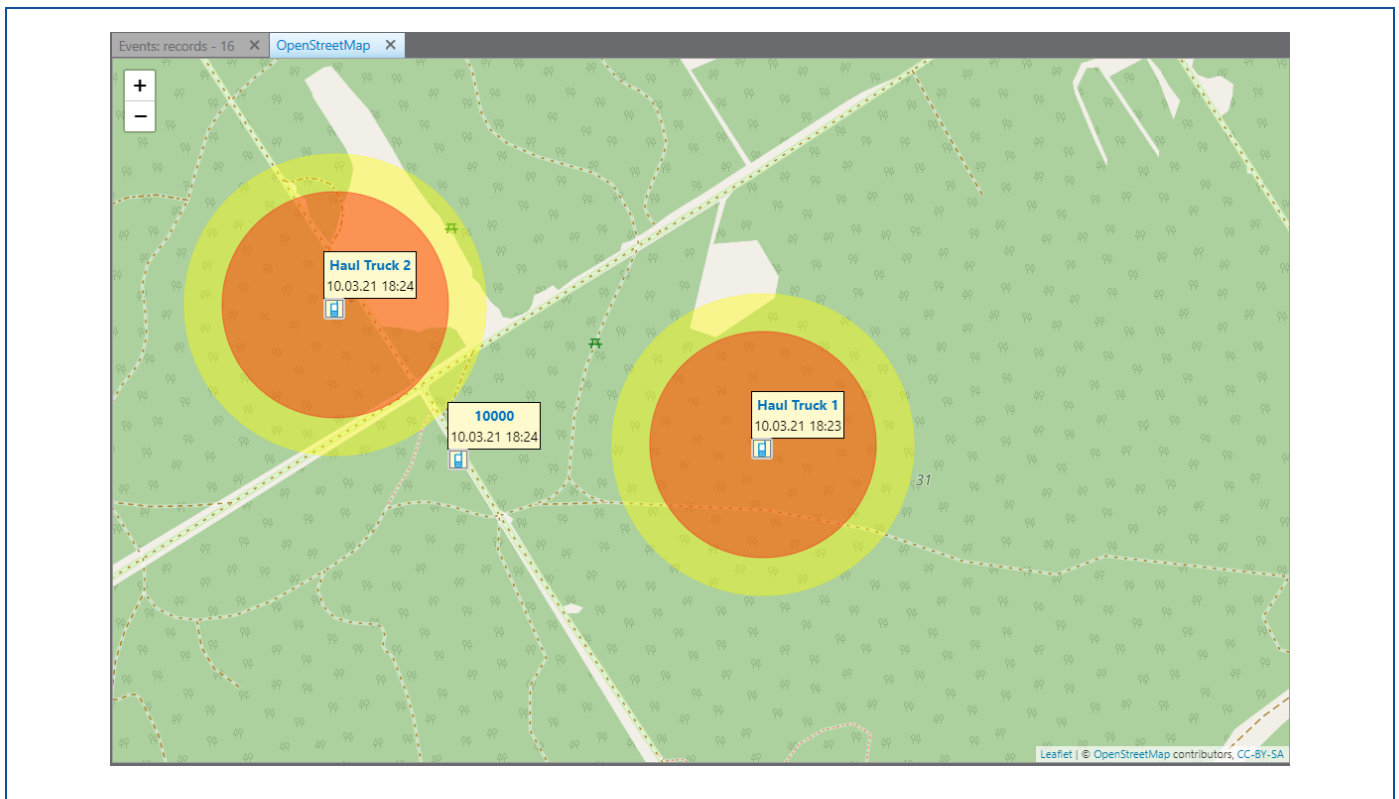 Events: records - 16 ✕ OpenStreetMap ✕
+
−
Haul Truck 2
10.03.21 18:24
Haul Truck 1
10.03.21 18:23
10000
10.03.21 18:24
31
Leaflet | © OpenStreetMap contributors, CC-BY-SA